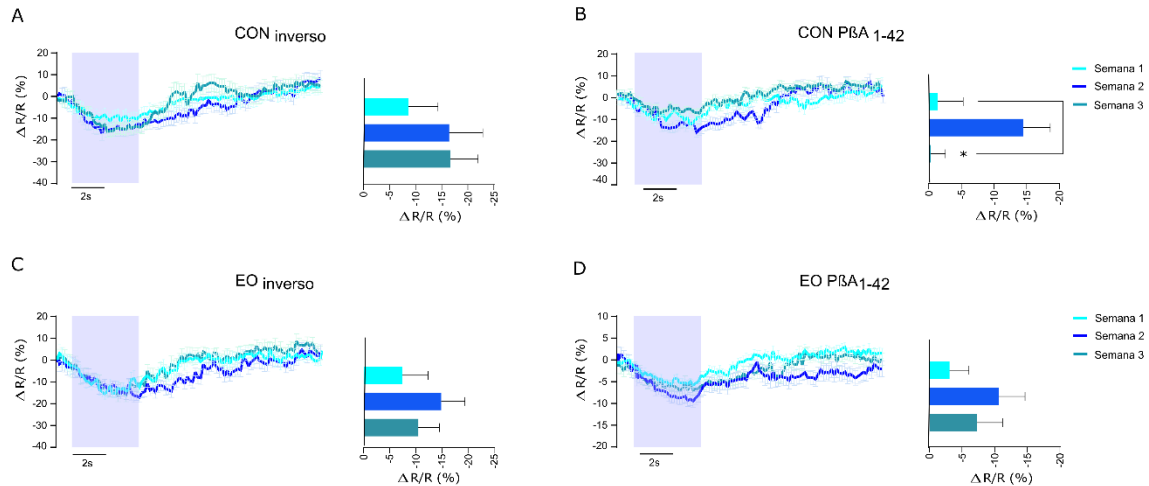 A
CON inverso
ΔR/R (%)
20
10
0
-10
-20
-30
-40
2s
0
-5
-10
-15
-20
-25
ΔR/R (%)
B
CON PßA 1-42
ΔR/R (%)
20
10
0
-10
-20
-30
-40
2s
*
0
-5
-10
-15
-20
ΔR/R (%)
Semana 1
Semana 2
Semana 3
C
EO inverso
ΔR/R (%)
20
10
0
-10
-20
-30
-40
2s
0
-5
-10
-15
-20
-25
ΔR/R (%)
D
EO PßA1-42
ΔR/R (%)
10
5
0
-5
-10
-15
-20
2s
0
-5
-10
-15
-20
ΔR/R (%)
Semana 1
Semana 2
Semana 3